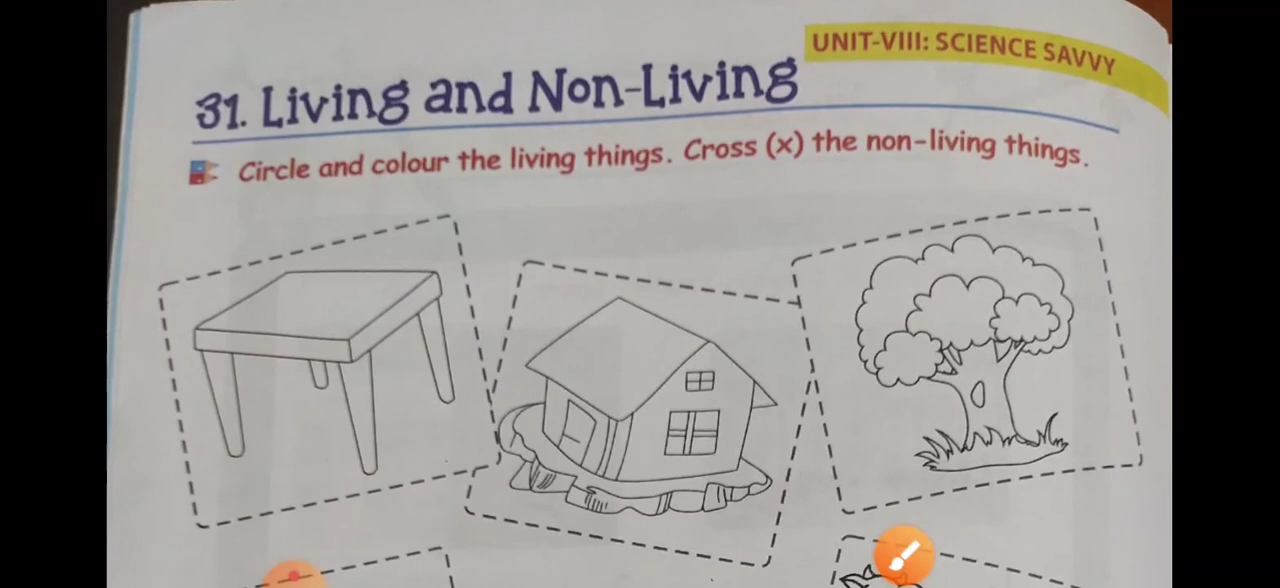 UNIT-VIII: SCIENCE SAVVY
31. Living and Non-Living
Circle and colour the living things. Cross (x) the non-living things.